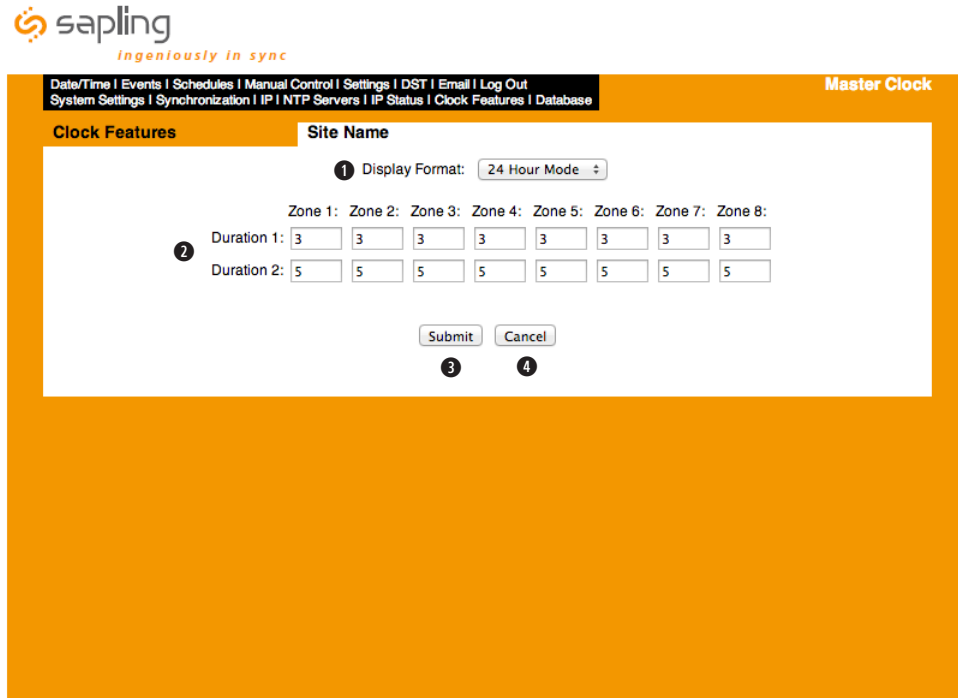 sapling
ingeniously in sync
Date/Time | Events | Schedules | Manual Control | Settings | DST | Email | Log Out
System Settings | Synchronization | IP | NTP Servers | IP Status | Clock Features | Database
Master Clock
Clock Features
Site Name
1 Display Format: 24 Hour Mode
Zone 1: Zone 2: Zone 3: Zone 4: Zone 5: Zone 6: Zone 7: Zone 8:
Duration 1: 3 3 3 3 3 3 3 3
2
Duration 2: 5 5 5 5 5 5 5 5
Submit Cancel
3 4